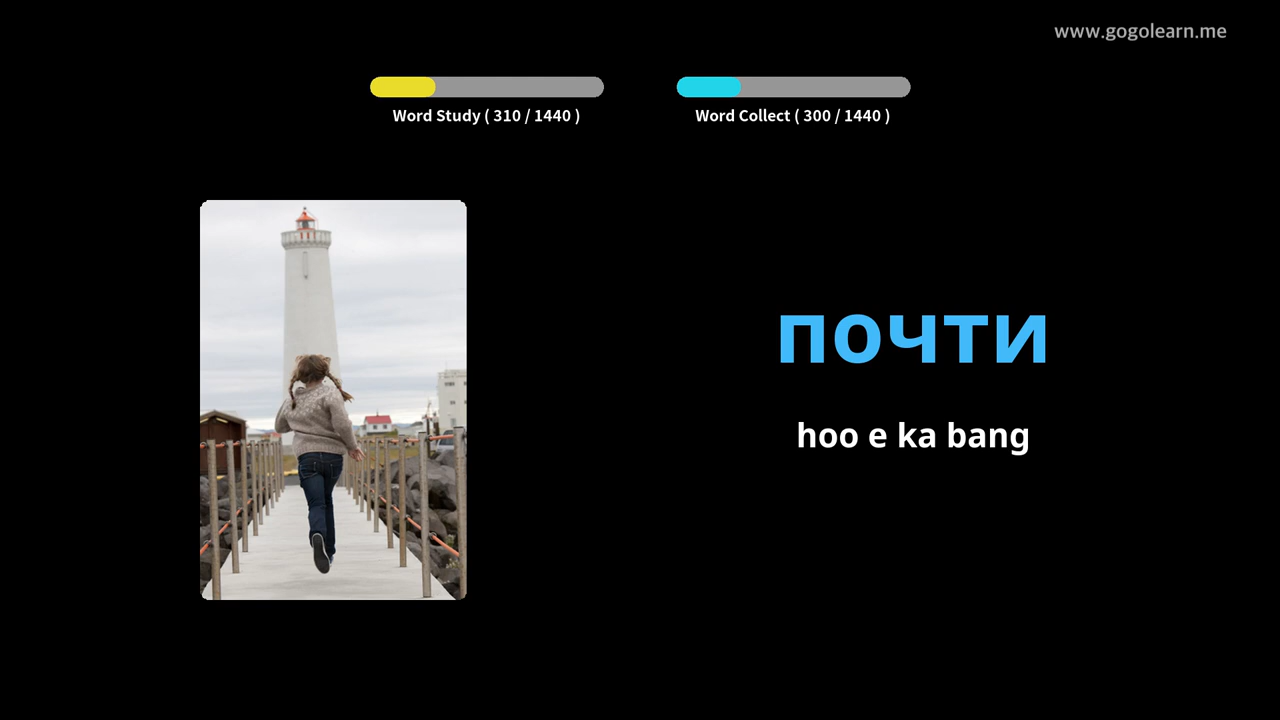 www.gogolearn.me
Word Study ( 310 / 1440 )
Word Collect ( 300 / 1440 )
почти
hoo e ka bang